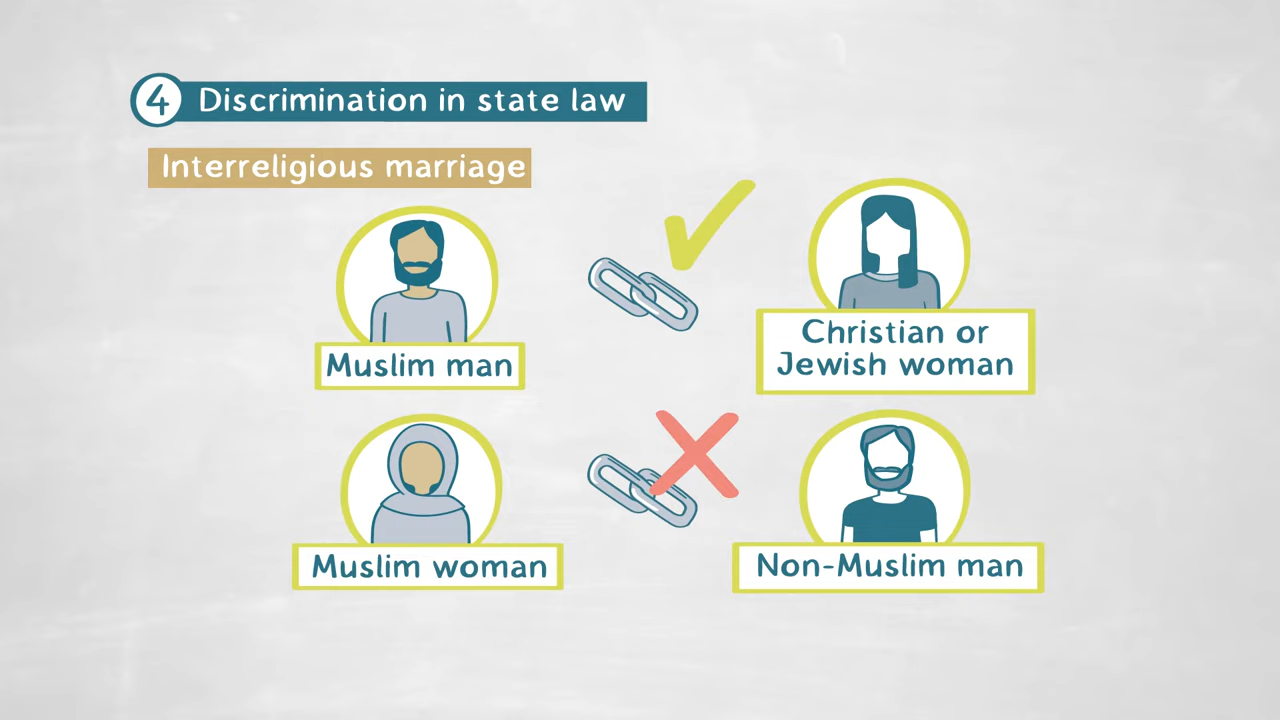 4 Discrimination in state law
Interreligious marriage
Muslim man
Christian or
Jewish woman
Muslim woman
Non-Muslim man